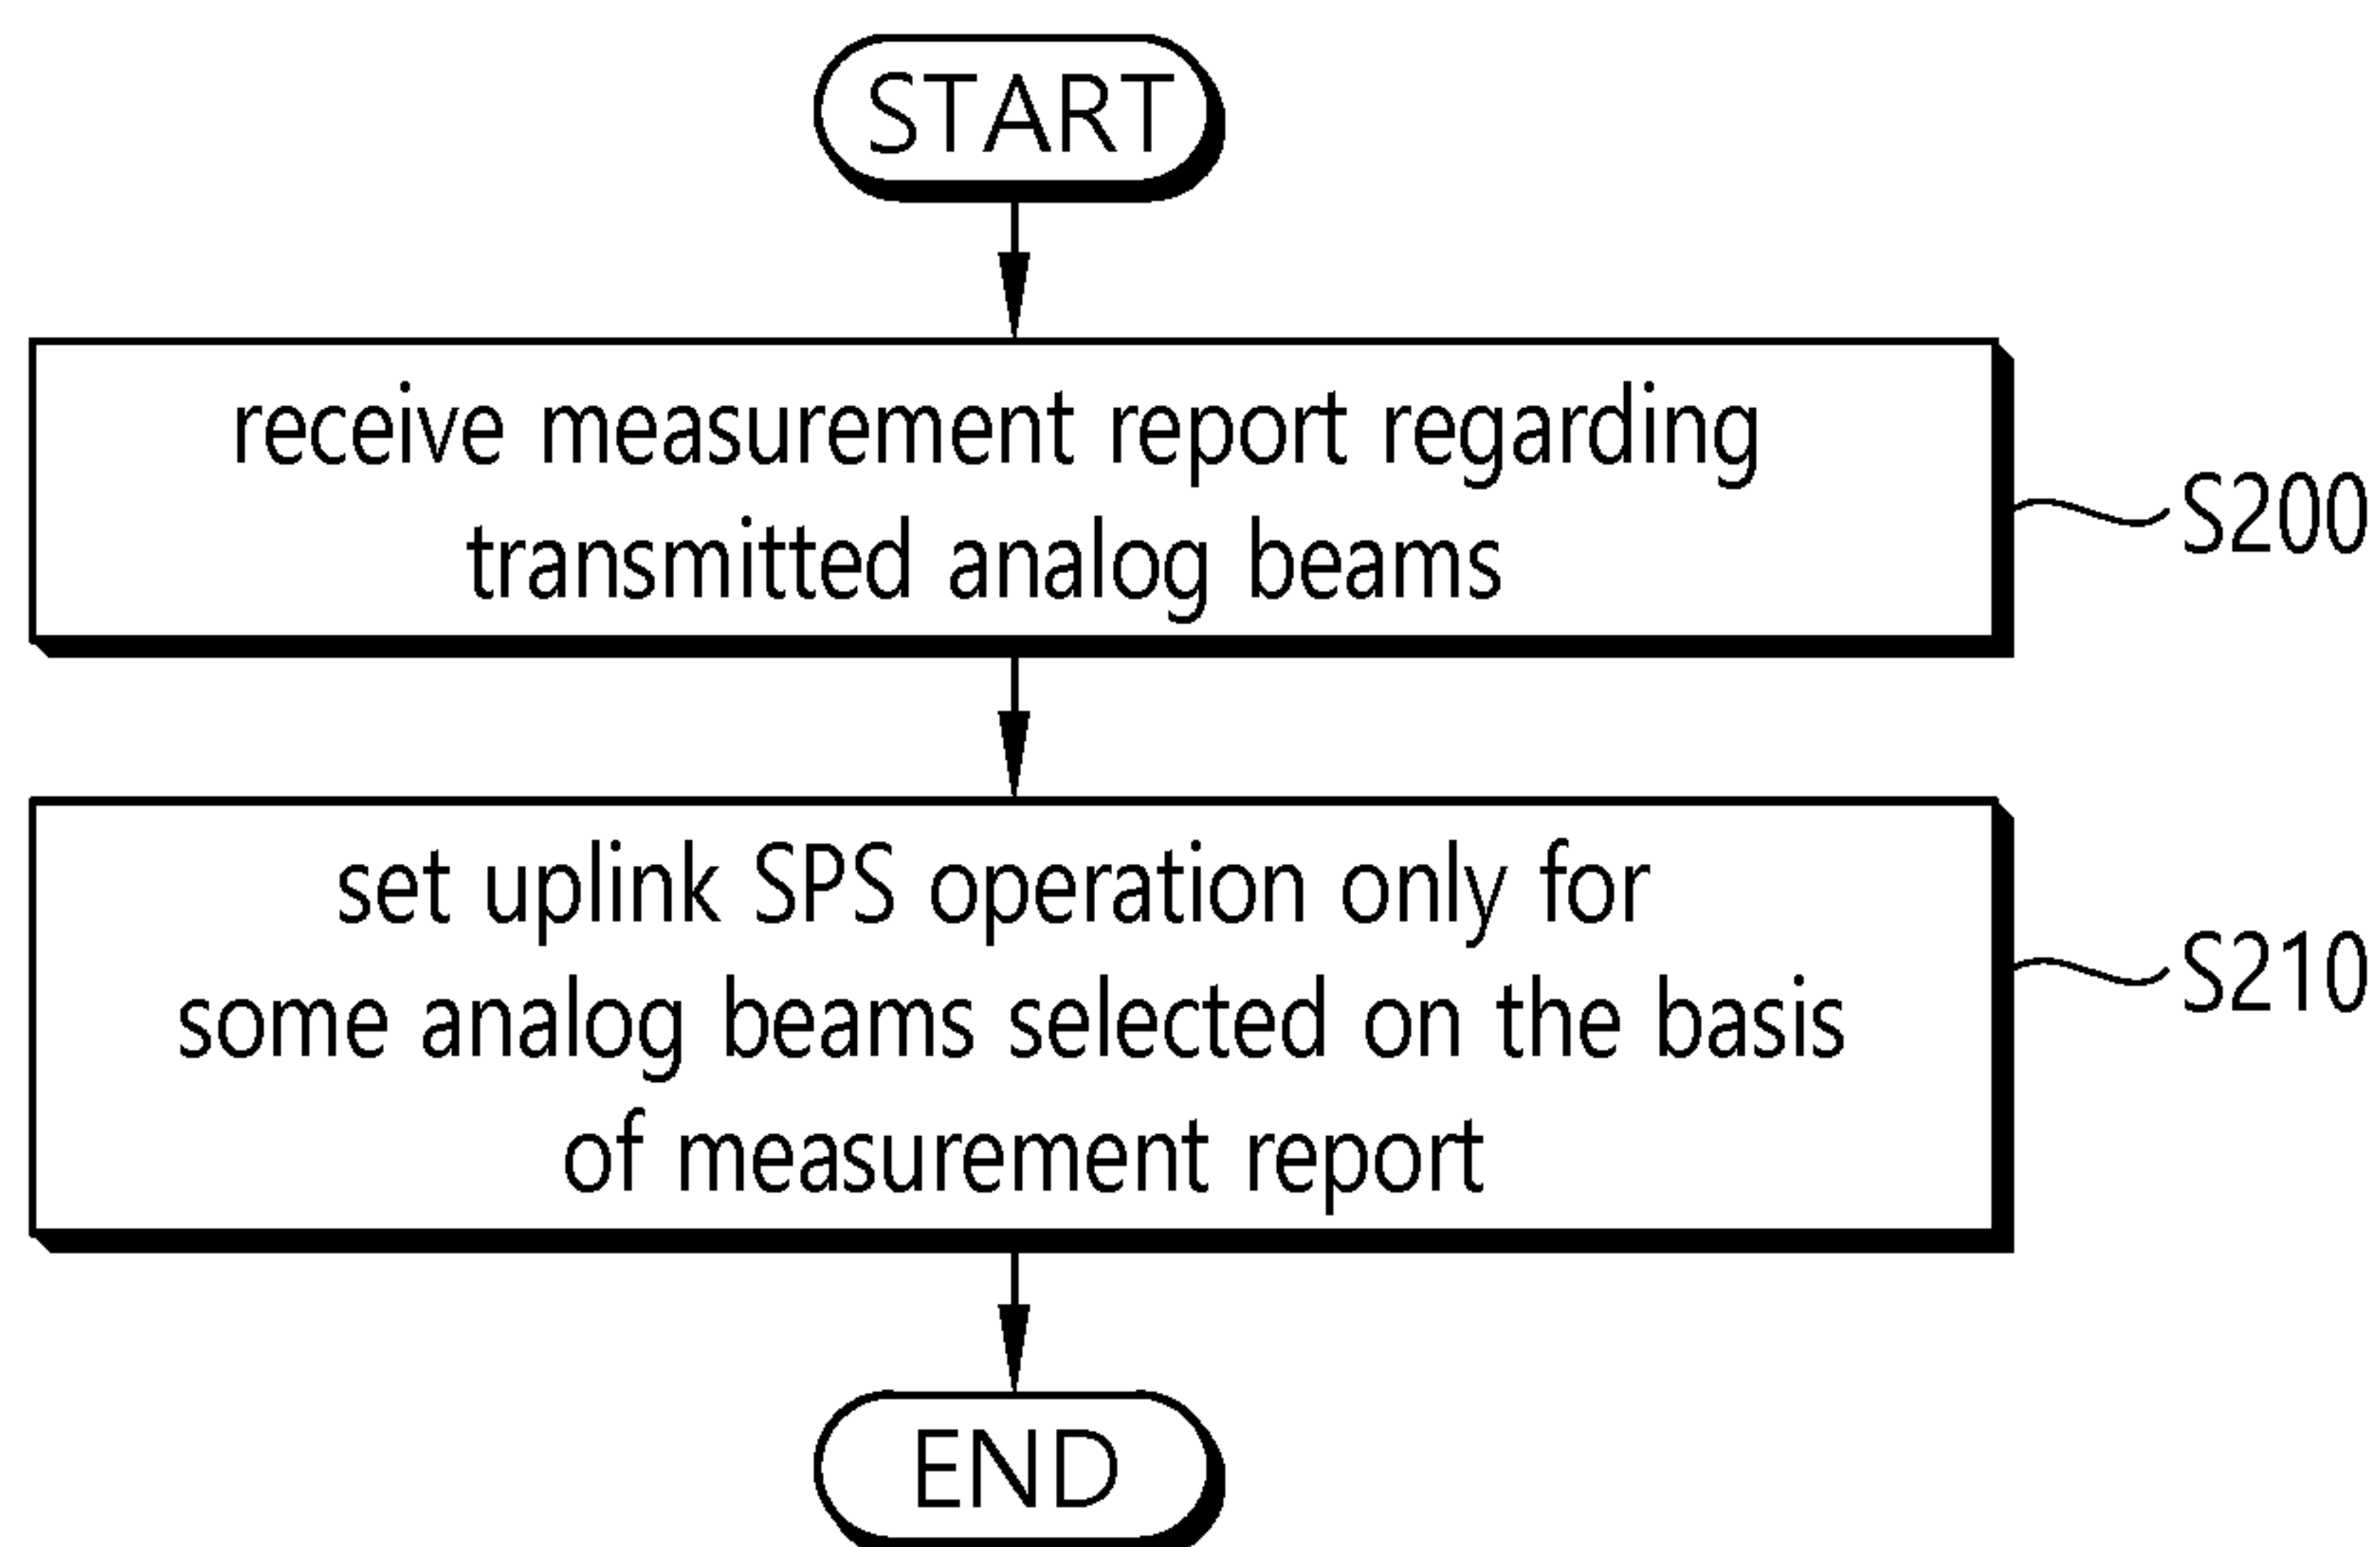 START
receive measurement report regarding
transmitted analog beams
S200
set uplink SPS operation only for
some analog beams selected on the basis
of measurement report
S210
END